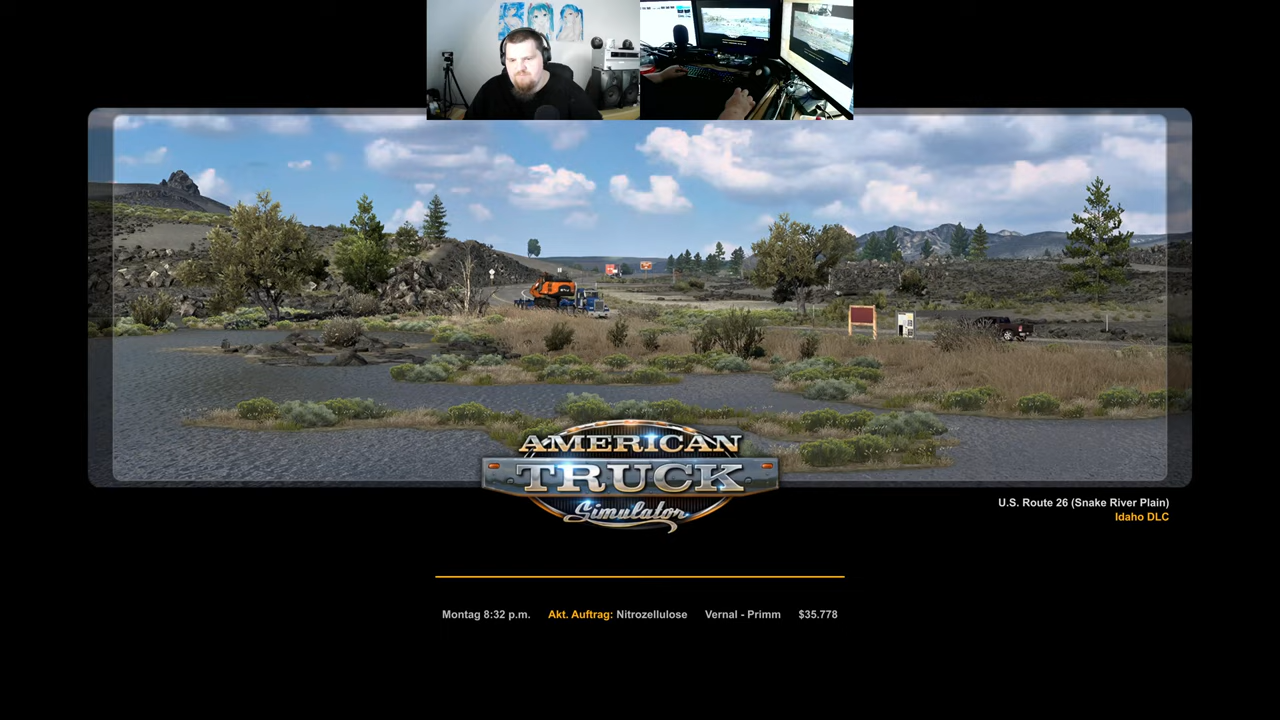 AMERICAN
TRUCK
Simulator
U.S. Route 26 (Snake River Plain)
Idaho DLC
Montag 8:32 p.m. Akt. Auftrag: Nitrozellulose Vernal - Primm $35.778